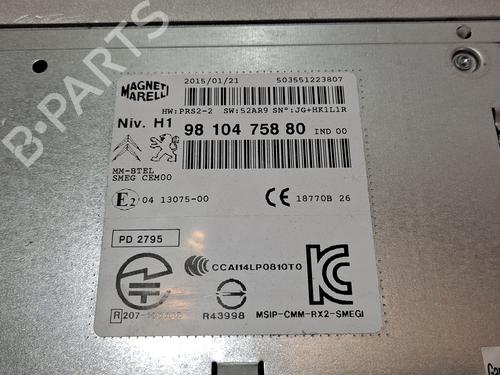 B-PARTS
2015/01/21 503551223807
MAGNETI
MARELLI
HW:PRS2-2 SW:52AR9 S№:JG+HK1L1R
Niv. H1 98 104 758 80 IND 00
MM-BTEL
SMEG CEM00
E2 04 13075-00 CE 18770B 26
PD 2795
CCAI14LP0810T0
R 207-
R43998 MSIP-CMM-RX2-SMEGI